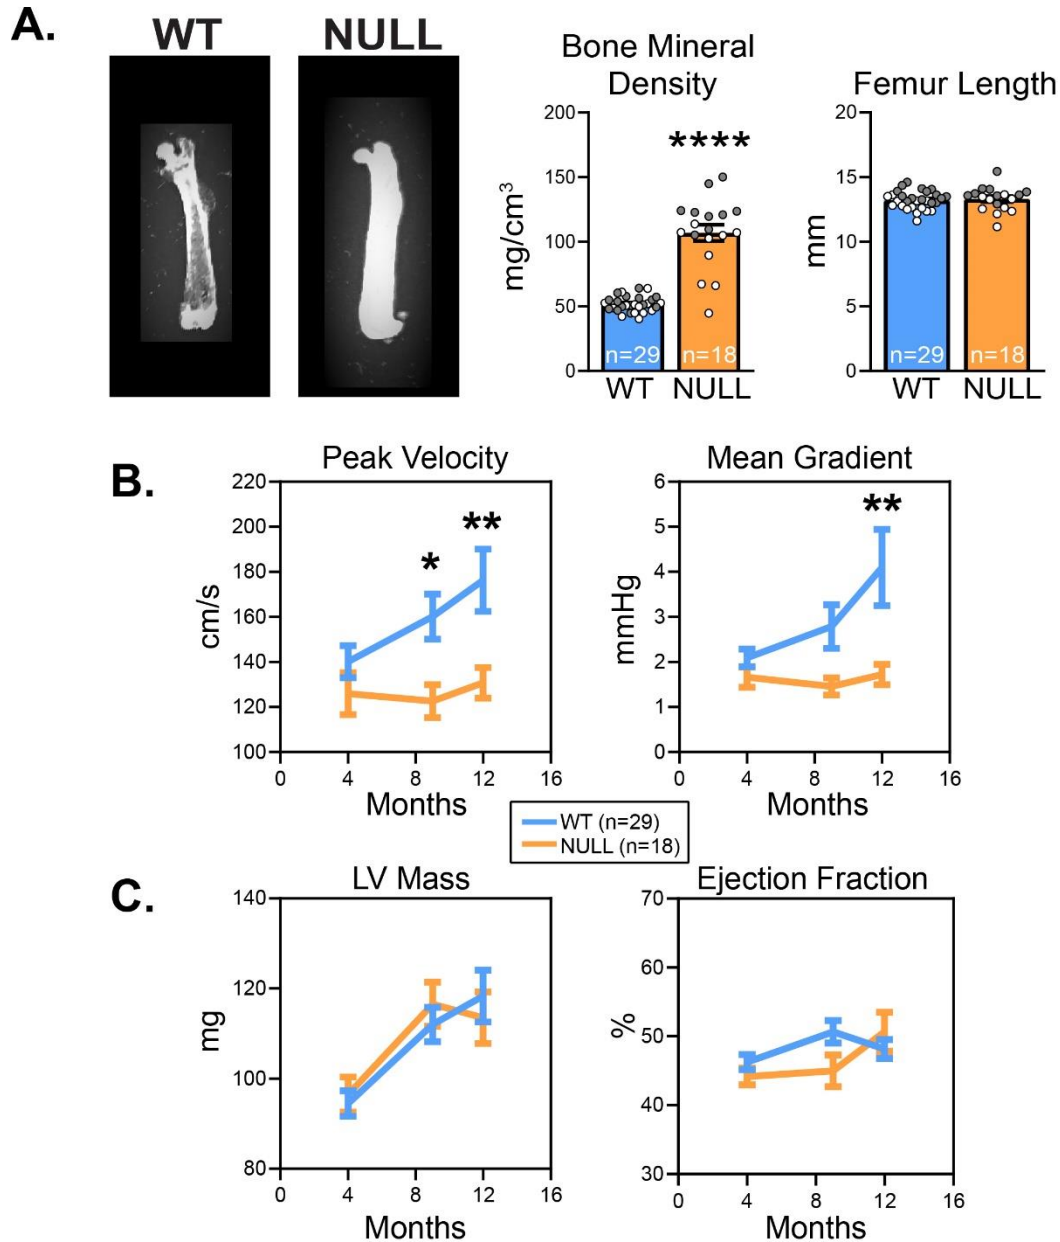 A.
WT
NULL
Bone Mineral
Density
200
150
100
50
0
mg/cm³
****
n=29
n=18
WT
NULL
Femur Length
20
15
10
5
0
mm
n=29
n=18
WT
NULL
B.
Peak Velocity
220
200
180
160
140
120
100
cm/s
*
**
0
4
8
12
16
Months
Mean Gradient
6
5
4
3
2
1
0
mmHg
**
0
4
8
12
16
Months
WT (n=29)
NULL (n=18)
C.
LV Mass
140
120
100
80
mg
0
4
8
12
16
Months
Ejection Fraction
70
60
50
40
30
%
0
4
8
12
16
Months